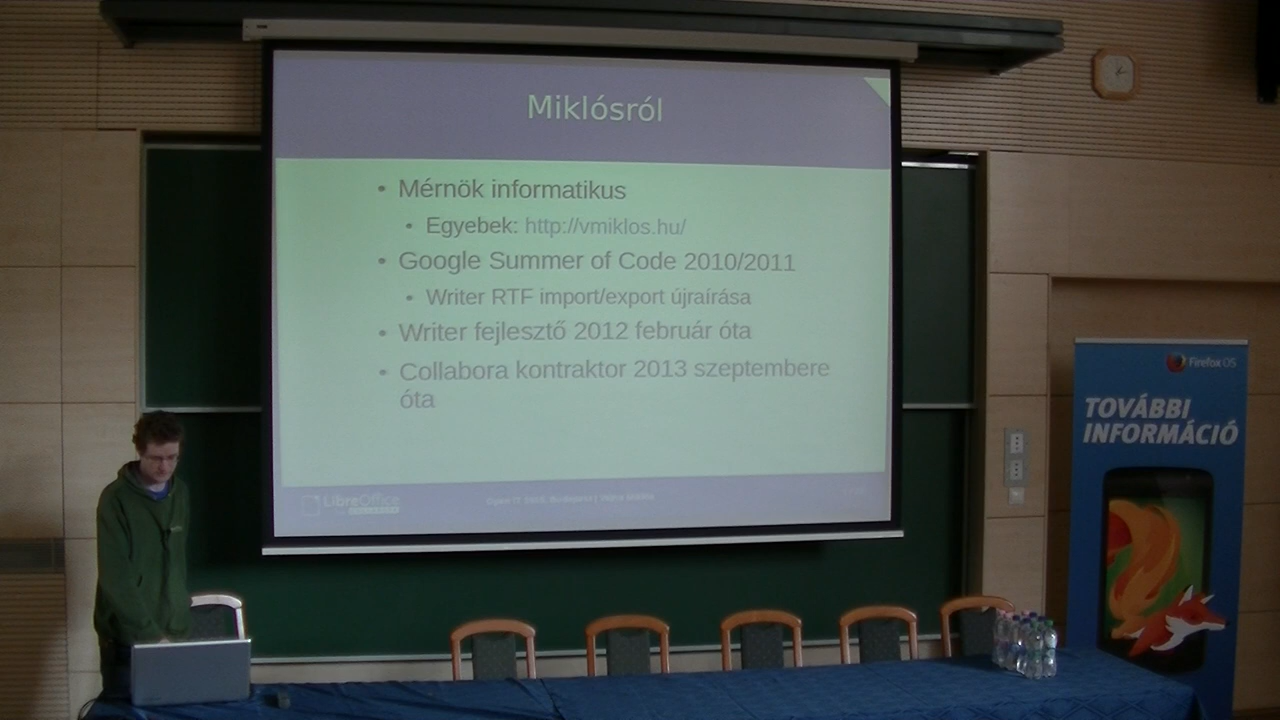 Miklósról
• Mérnök informatikus
• Egyebek: http://vmiklos.hu/
• Google Summer of Code 2010/2011
• Writer RTF import/export újraírása
• Writer fejlesztő 2012 február óta
• Collabora kontraktor 2013 szeptembere
óta
LibreOffice
Firefox OS
TOVÁBBI
INFORMÁCIÓ